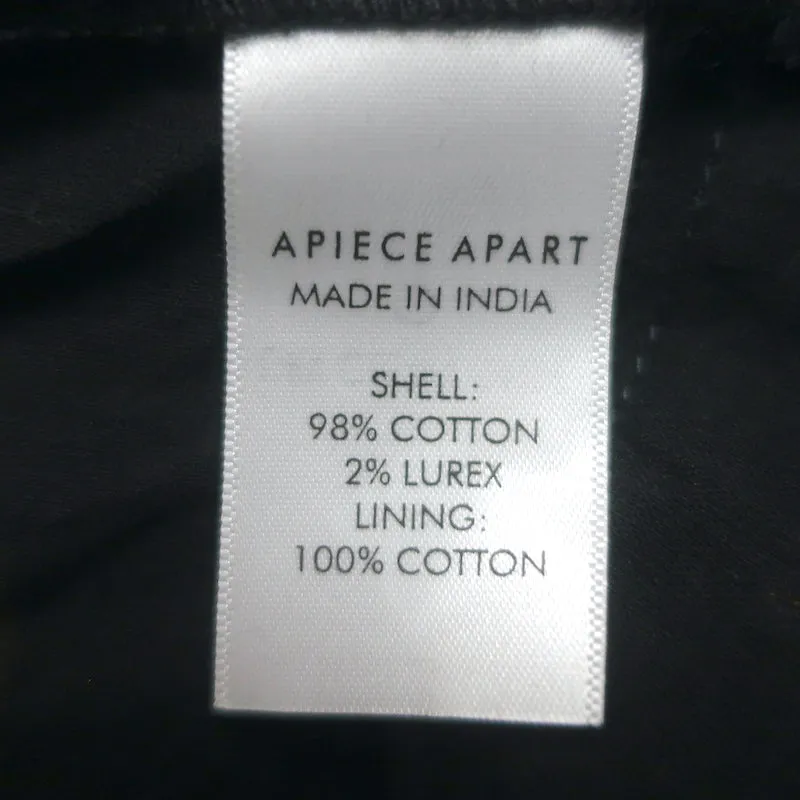 APIECE APART
MADE IN INDIA
SHELL:
98% COTTON
2% LUREX
LINING:
100% COTTON